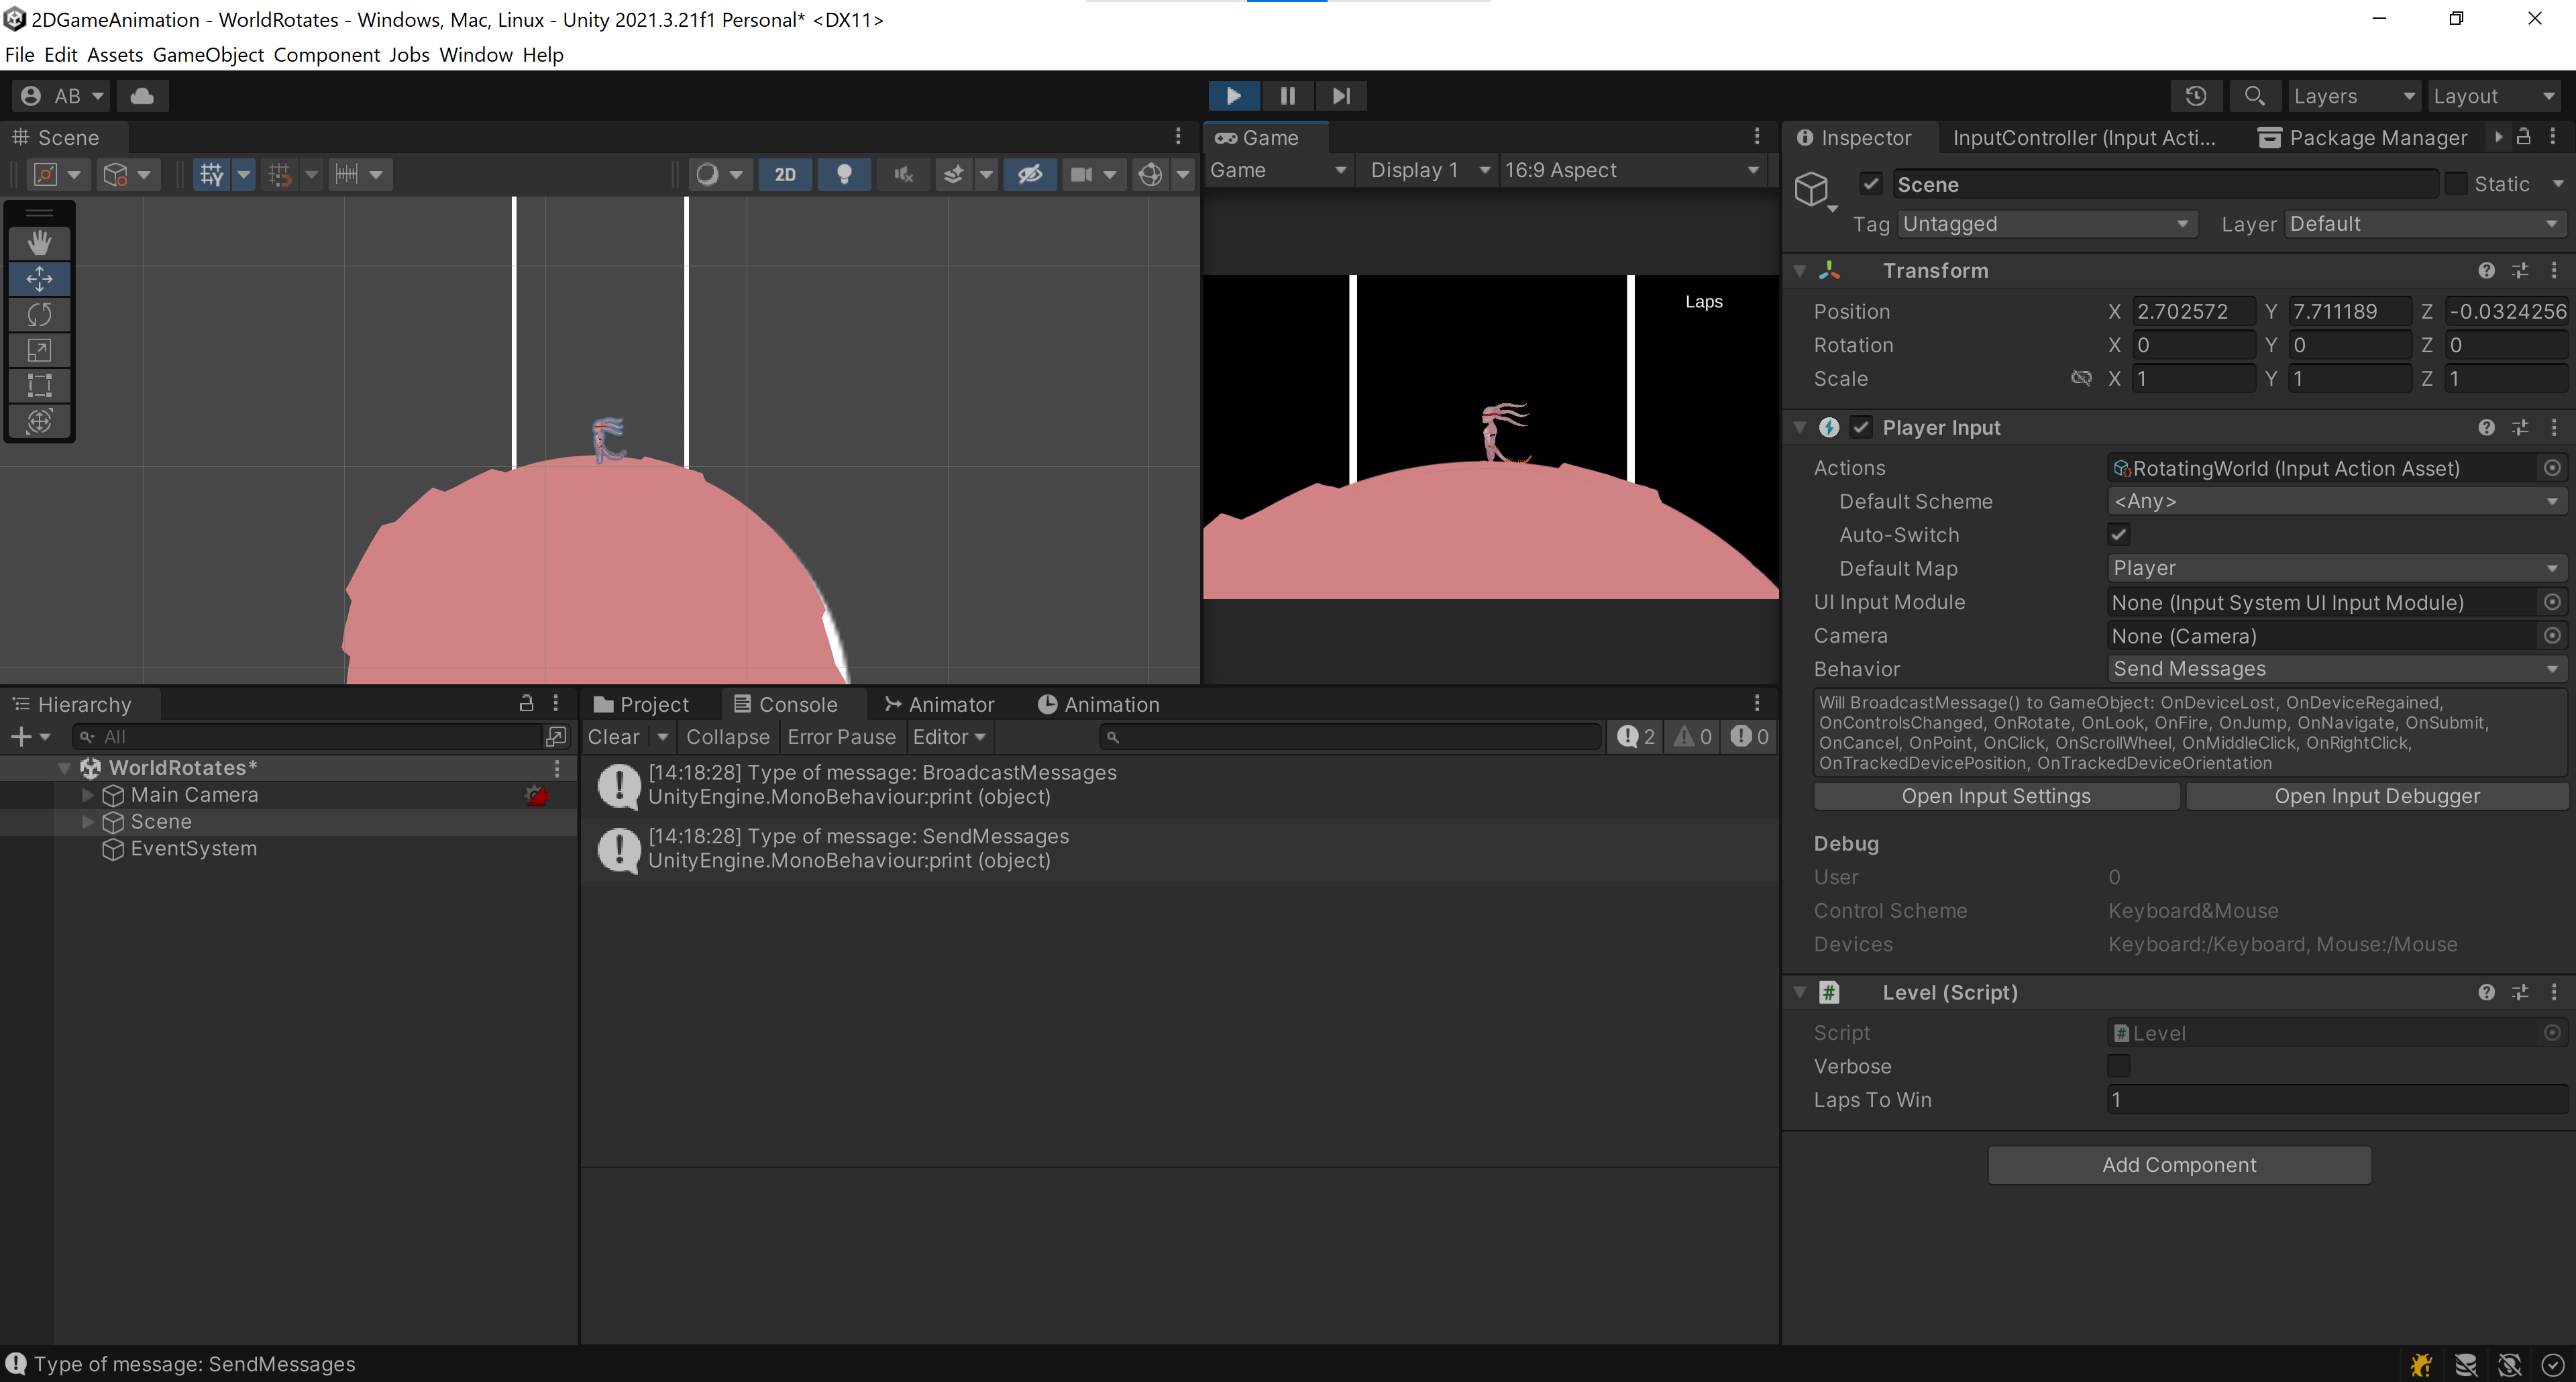 2DGameAnimation - WorldRotates - Windows, Mac, Linux - Unity 2021.3.21f1 Personal* <DX11>
File Edit Assets GameObject Component Jobs Window Help
AB
Layers
Layout
Scene
2D
Game
Game
Display 1
16:9 Aspect
Laps
Inspector
InputController (Input Acti...
Package Manager
Scene
Static
Tag Untagged
Layer Default
Transform
Position X 2.702572 Y 7.711189 Z -0.0324256
Rotation X 0 Y 0 Z 0
Scale X 1 Y 1 Z 1
Player Input
Actions RotatingWorld (Input Action Asset)
Default Scheme <Any>
Auto-Switch
Default Map Player
UI Input Module None (Input System UI Input Module)
Camera None (Camera)
Behavior Send Messages
Will BroadcastMessage() to GameObject: OnDeviceLost, OnDeviceRegained,
OnControlsChanged, OnRotate, OnLook, OnFire, OnJump, OnNavigate, OnSubmit,
OnCancel, OnPoint, OnClick, OnScrollWheel, OnMiddleClick, OnRightClick,
OnTrackedDevicePosition, OnTrackedDeviceOrientation
Open Input Settings
Open Input Debugger
Debug
User 0
Control Scheme Keyboard&Mouse
Devices Keyboard:/Keyboard, Mouse:/Mouse
Level (Script)
Script # Level
Verbose
Laps To Win 1
Add Component
Hierarchy
All
WorldRotates*
Main Camera
Scene
EventSystem
Project
Console
Animator
Animation
Clear
Collapse
Error Pause
Editor
2
0
0
[14:18:28] Type of message: BroadcastMessages
UnityEngine.MonoBehaviour:print (object)
[14:18:28] Type of message: SendMessages
UnityEngine.MonoBehaviour:print (object)
Type of message: SendMessages